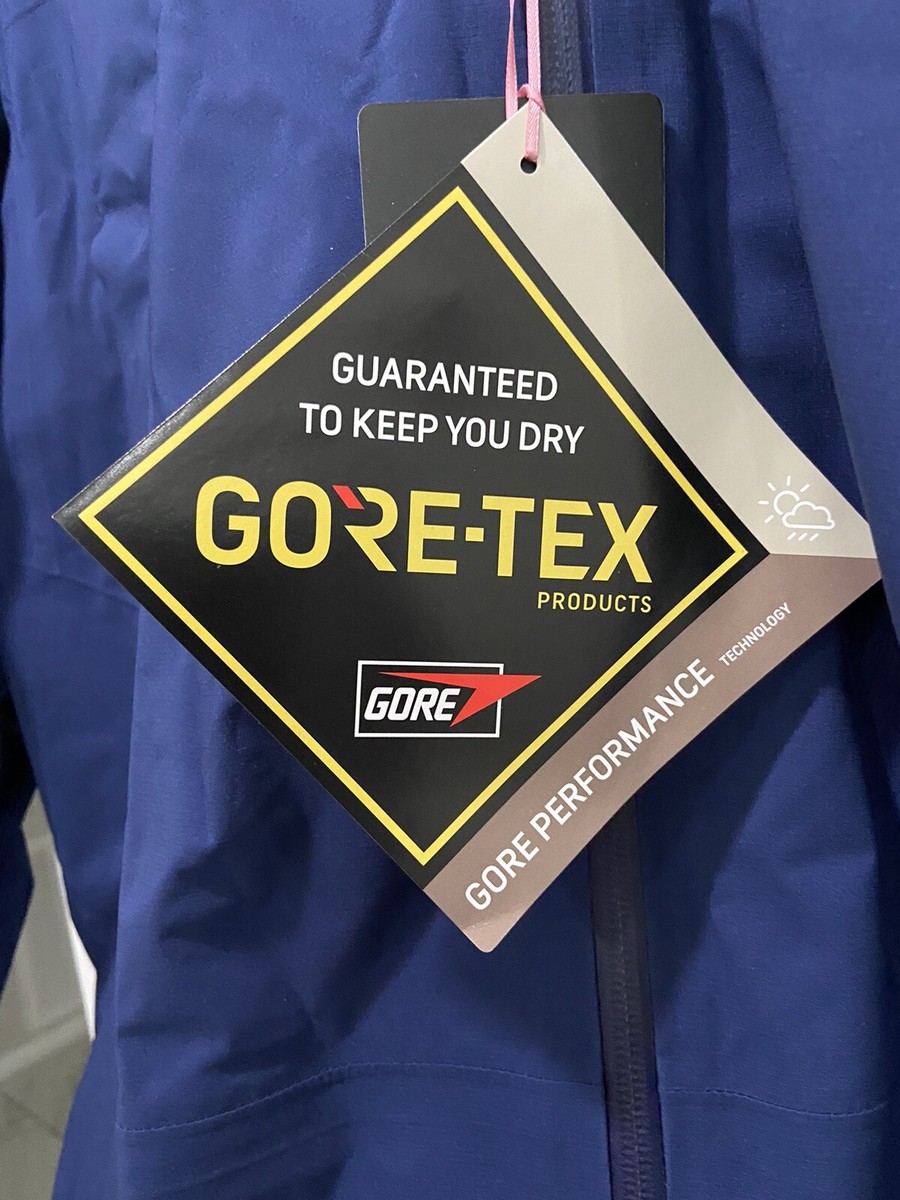 GUARANTEED
TO KEEP YOU DRY
GORE-TEX
PRODUCTS
GORE
GORE PERFORMANCE TECHNOLOGY